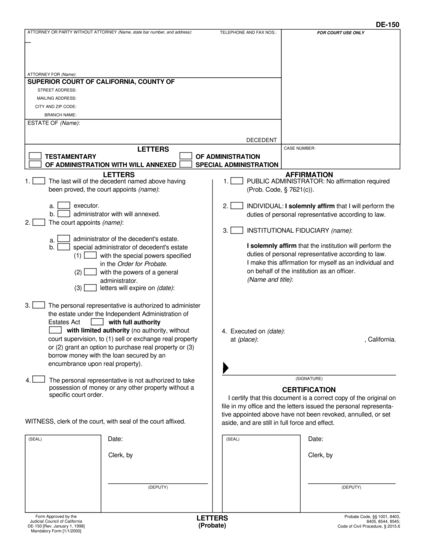 DE-150
ATTORNEY OR PARTY WITHOUT ATTORNEY (Name, state bar number, and address):
TELEPHONE AND FAX NOS.:
FOR COURT USE ONLY
ATTORNEY FOR (Name):
SUPERIOR COURT OF CALIFORNIA, COUNTY OF
STREET ADDRESS:
MAILING ADDRESS:
CITY AND ZIP CODE:
BRANCH NAME:
ESTATE OF (Name):
DECEDENT
LETTERS
CASE NUMBER:
TESTAMENTARY
OF ADMINISTRATION
OF ADMINISTRATION WITH WILL ANNEXED
SPECIAL ADMINISTRATION
LETTERS
1. The last will of the decedent named above having
been proved, the court appoints (name):
a. executor.
b. administrator with will annexed.
2. The court appoints (name):
a. administrator of the decedent's estate.
b. special administrator of decedent's estate
(1) with the special powers specified
in the Order for Probate.
(2) with the powers of a general
administrator.
(3) letters will expire on (date):
3. The personal representative is authorized to administer
the estate under the Independent Administration of
Estates Act with full authority
with limited authority (no authority, without
court supervision, to (1) sell or exchange real property
or (2) grant an option to purchase real property or (3)
borrow money with the loan secured by an
encumbrance upon real property).
4. The personal representative is not authorized to take
possession of money or any other property without a
specific court order.
WITNESS, clerk of the court, with seal of the court affixed.
(SEAL)
Date:
Clerk, by
(DEPUTY)
AFFIRMATION
1. PUBLIC ADMINISTRATOR: No affirmation required
(Prob. Code, § 7621(c)).
2. INDIVIDUAL: I solemnly affirm that I will perform the
duties of personal representative according to law.
3. INSTITUTIONAL FIDUCIARY (name):
I solemnly affirm that the institution will perform the
duties of personal representative according to law.
I make this affirmation for myself as an individual and
on behalf of the institution as an officer.
(Name and title):
4. Executed on (date):
at (place): , California.
(SIGNATURE)
CERTIFICATION
I certify that this document is a correct copy of the original on
file in my office and the letters issued the personal representa-
tive appointed above have not been revoked, annulled, or set
aside, and are still in full force and effect.
(SEAL)
Date:
Clerk, by
(DEPUTY)
Form Approved by the
Judicial Council of California
DE-150 [Rev. January 1, 1998]
Mandatory Form [1/1/2000]
LETTERS
(Probate)
Probate Code, §§ 1001, 8403,
8405, 8544, 8545;
Code of Civil Procedure, § 2015.6